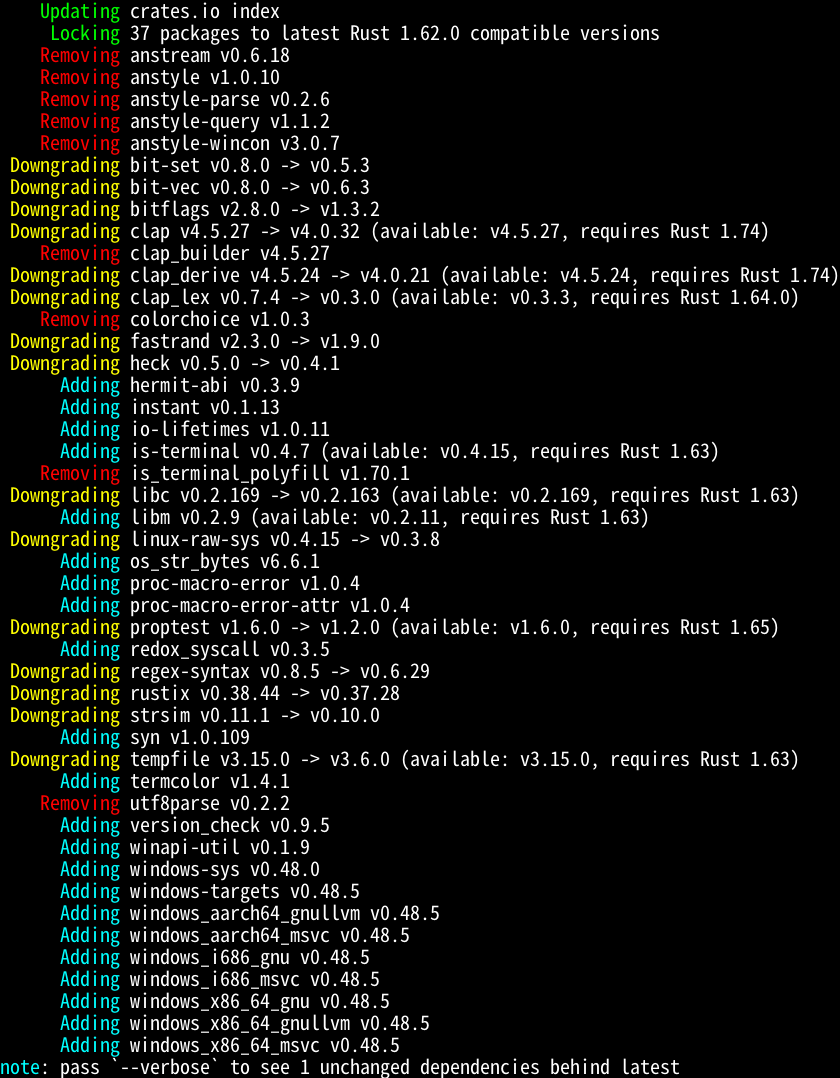 Updating crates.io index
Locking 37 packages to latest Rust 1.62.0 compatible versions
Removing anstream v0.6.18
Removing anstyle v1.0.10
Removing anstyle-parse v0.2.6
Removing anstyle-query v1.1.2
Removing anstyle-wincon v3.0.7
Downgrading bit-set v0.8.0 -> v0.5.3
Downgrading bit-vec v0.8.0 -> v0.6.3
Downgrading bitflags v2.8.0 -> v1.3.2
Downgrading clap v4.5.27 -> v4.0.32 (available: v4.5.27, requires Rust 1.74)
Removing clap_builder v4.5.27
Downgrading clap_derive v4.5.24 -> v4.0.21 (available: v4.5.24, requires Rust 1.74)
Downgrading clap_lex v0.7.4 -> v0.3.0 (available: v0.3.3, requires Rust 1.64.0)
Removing colorchoice v1.0.3
Downgrading fastrand v2.3.0 -> v1.9.0
Downgrading heck v0.5.0 -> v0.4.1
Adding hermit-abi v0.3.9
Adding instant v0.1.13
Adding io-lifetimes v1.0.11
Adding is-terminal v0.4.7 (available: v0.4.15, requires Rust 1.63)
Removing is_terminal_polyfill v1.70.1
Downgrading libc v0.2.169 -> v0.2.163 (available: v0.2.169, requires Rust 1.63)
Adding libm v0.2.9 (available: v0.2.11, requires Rust 1.63)
Downgrading linux-raw-sys v0.4.15 -> v0.3.8
Adding os_str_bytes v6.6.1
Adding proc-macro-error v1.0.4
Adding proc-macro-error-attr v1.0.4
Downgrading proptest v1.6.0 -> v1.2.0 (available: v1.6.0, requires Rust 1.65)
Adding redox_syscall v0.3.5
Downgrading regex-syntax v0.8.5 -> v0.6.29
Downgrading rustix v0.38.44 -> v0.37.28
Downgrading strsim v0.11.1 -> v0.10.0
Adding syn v1.0.109
Downgrading tempfile v3.15.0 -> v3.6.0 (available: v3.15.0, requires Rust 1.63)
Adding termcolor v1.4.1
Removing utf8parse v0.2.2
Adding version_check v0.9.5
Adding winapi-util v0.1.9
Adding windows-sys v0.48.0
Adding windows-targets v0.48.5
Adding windows_aarch64_gnullvm v0.48.5
Adding windows_aarch64_msvc v0.48.5
Adding windows_i686_gnu v0.48.5
Adding windows_i686_msvc v0.48.5
Adding windows_x86_64_gnu v0.48.5
Adding windows_x86_64_gnullvm v0.48.5
Adding windows_x86_64_msvc v0.48.5
note: pass `--verbose` to see 1 unchanged dependencies behind latest